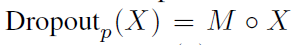 Dropout_p(X) = M ∘ X